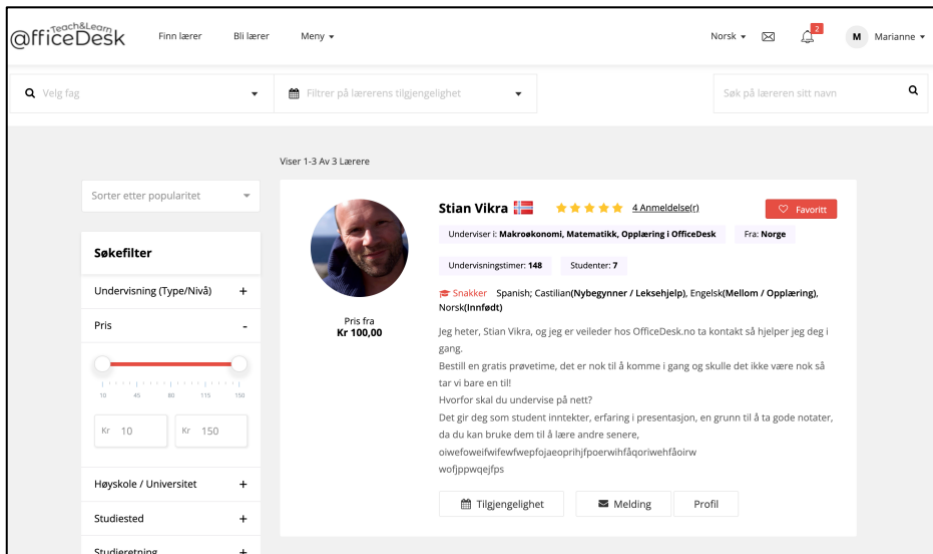 Teach&Learn
@fficeDesk
Finn lærer
Bli lærer
Meny
Norsk
2
M
Marianne
Velg fag
Filtrer på lærerens tilgjengelighet
Søk på læreren sitt navn
Viser 1-3 Av 3 Lærere
Sorter etter popularitet
Søkefilter
Undervisning (Type/Nivå) +
Pris -
10 45 80 115 150
Kr 10
Kr 150
Høyskole / Universitet +
Studiested +
Studieretning +
Pris fra
Kr 100,00
Stian Vikra
4 Anmeldelse(r)
Favoritt
Underviser i: Makroøkonomi, Matematikk, Opplæring i OfficeDesk
Fra: Norge
Undervisningstimer: 148
Studenter: 7
Snakker Spanish; Castilian(Nybegynner / Leksehjelp), Engelsk(Mellom / Opplæring),
Norsk(Innfødt)
Jeg heter, Stian Vikra, og jeg er veileder hos OfficeDesk.no ta kontakt så hjelper jeg deg i
gang.
Bestill en gratis prøvetime, det er nok til å komme i gang og skulle det ikke være nok så
tar vi bare en til!
Hvorfor skal du undervise på nett?
Det gir deg som student inntekter, erfaring i presentasjon, en grunn til å ta gode notater,
da du kan bruke dem til å lære andre senere,
oiwefoweifwifewfwepfojaeoprihjfpoerwihfåqoriwehfåoirw
wofjppwqejfps
Tilgjengelighet
Melding
Profil